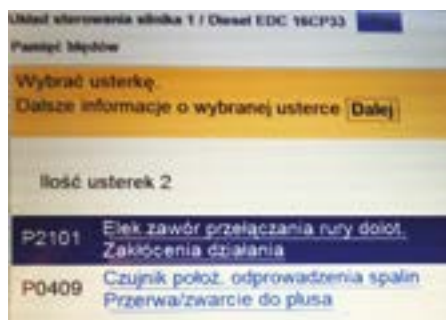 Układ sterowania silnika 1 / Diesel EDC 16CP33
Pamięć błędów
Wybrać usterkę.
Dalsze informacje o wybranej usterce Dalej
Ilość usterek 2
P2101 Elek zawór przełączania rury dolot.
Zakłócenia działania
P0409 Czujnik położ. odprowadzenia spalin
Przerwa/zwarcie do plusa